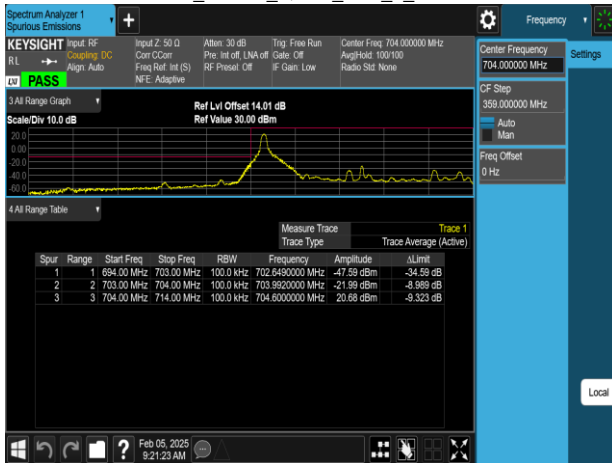 Spectrum Analyzer 1
Spurious Emissions
+
Frequency
KEYSIGHT
RL
LXI
PASS
Input: RF
Coupling: DC
Align: Auto
Input Z: 50 Ω
Corr CCorr
Freq Ref: Int (S)
NFE: Adaptive
Atten: 30 dB
Pre: Int off, LNA off
RF Preset: Off
Trig: Free Run
Gate: Off
IF Gain: Low
Center Freq: 704.000000 MHz
Avg|Hold: 100/100
Radio Std: None
Center Frequency
704.000000 MHz
Settings
CF Step
359.000000 MHz
Auto
Man
Freq Offset
0 Hz
3 All Range Graph
Scale/Div 10.0 dB
Ref Lvl Offset 14.01 dB
Ref Value 30.00 dBm
20.0
0.00
-20.0
-40.0
-60.0
4 All Range Table
Measure Trace Trace 1
Trace Type Trace Average (Active)
Spur Range Start Freq Stop Freq RBW Frequency Amplitude ΔLimit
1 1 694.00 MHz 703.00 MHz 100.0 kHz 702.6490000 MHz -47.59 dBm -34.59 dB
2 2 703.00 MHz 704.00 MHz 100.0 kHz 703.9920000 MHz -21.99 dBm -8.989 dB
3 3 704.00 MHz 714.00 MHz 100.0 kHz 704.6000000 MHz 20.68 dBm -9.323 dB
Local
?
Feb 05, 2025
9:21:23 AM